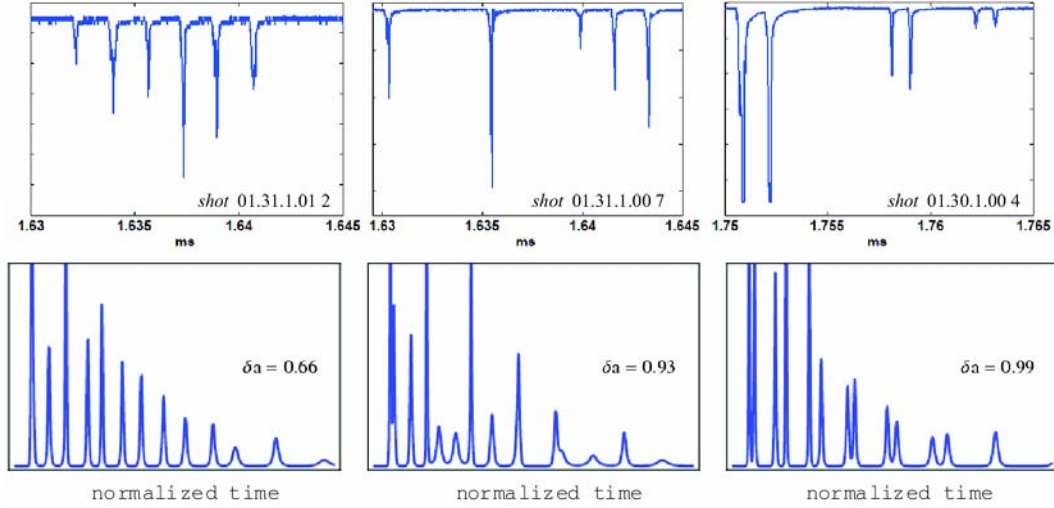 shot 01.31.1.01 2
shot 01.31.1.00 7
shot 01.30.1.00 4
1.63 1.635 1.64 1.645
1.63 1.635 1.64 1.645
1.75 1.755 1.76 1.765
ms
ms
ms
δa = 0.66
δa = 0.93
δa = 0.99
normalized time
normalized time
normalized time